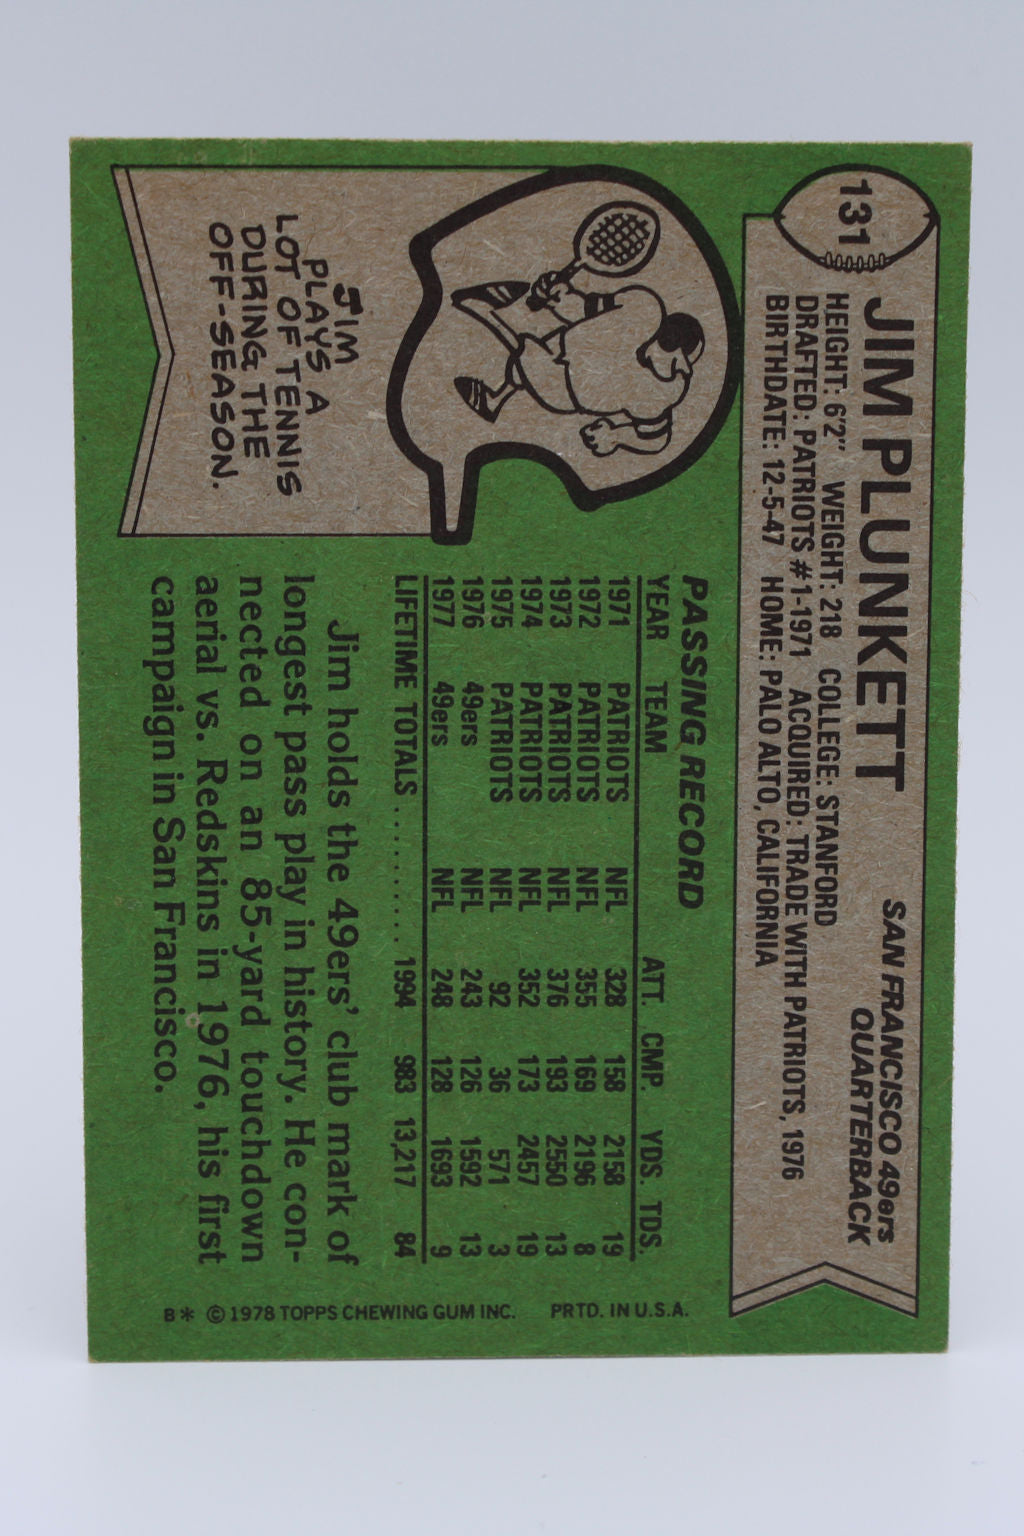 131
JIM PLUNKETT
SAN FRANCISCO 49ers
QUARTERBACK
HEIGHT: 6'2" WEIGHT: 218 COLLEGE: STANFORD
DRAFTED: PATRIOTS #1-1971 ACQUIRED: TRADE WITH PATRIOTS, 1976
BIRTHDATE: 12-5-47 HOME: PALO ALTO, CALIFORNIA
JIM
PLAYS A
LOT OF TENNIS
DURING THE
OFF-SEASON.
PASSING RECORD
YEAR TEAM ATT. CMP. YDS. TDS.
1971 PATRIOTS NFL 328 158 2158 19
1972 PATRIOTS NFL 355 169 2196 8
1973 PATRIOTS NFL 376 193 2550 13
1974 PATRIOTS NFL 352 173 2457 19
1975 PATRIOTS NFL 92 36 571 3
1976 49ers NFL 243 126 1592 13
1977 49ers NFL 248 128 1693 9
LIFETIME TOTALS .......... 1994 983 13,217 84
Jim holds the 49ers' club mark of
longest pass play in history. He con-
nected on an 85-yard touchdown
aerial vs. Redskins in 1976, his first
campaign in San Francisco.
B* © 1978 TOPPS CHEWING GUM INC. PRTD. IN U.S.A.